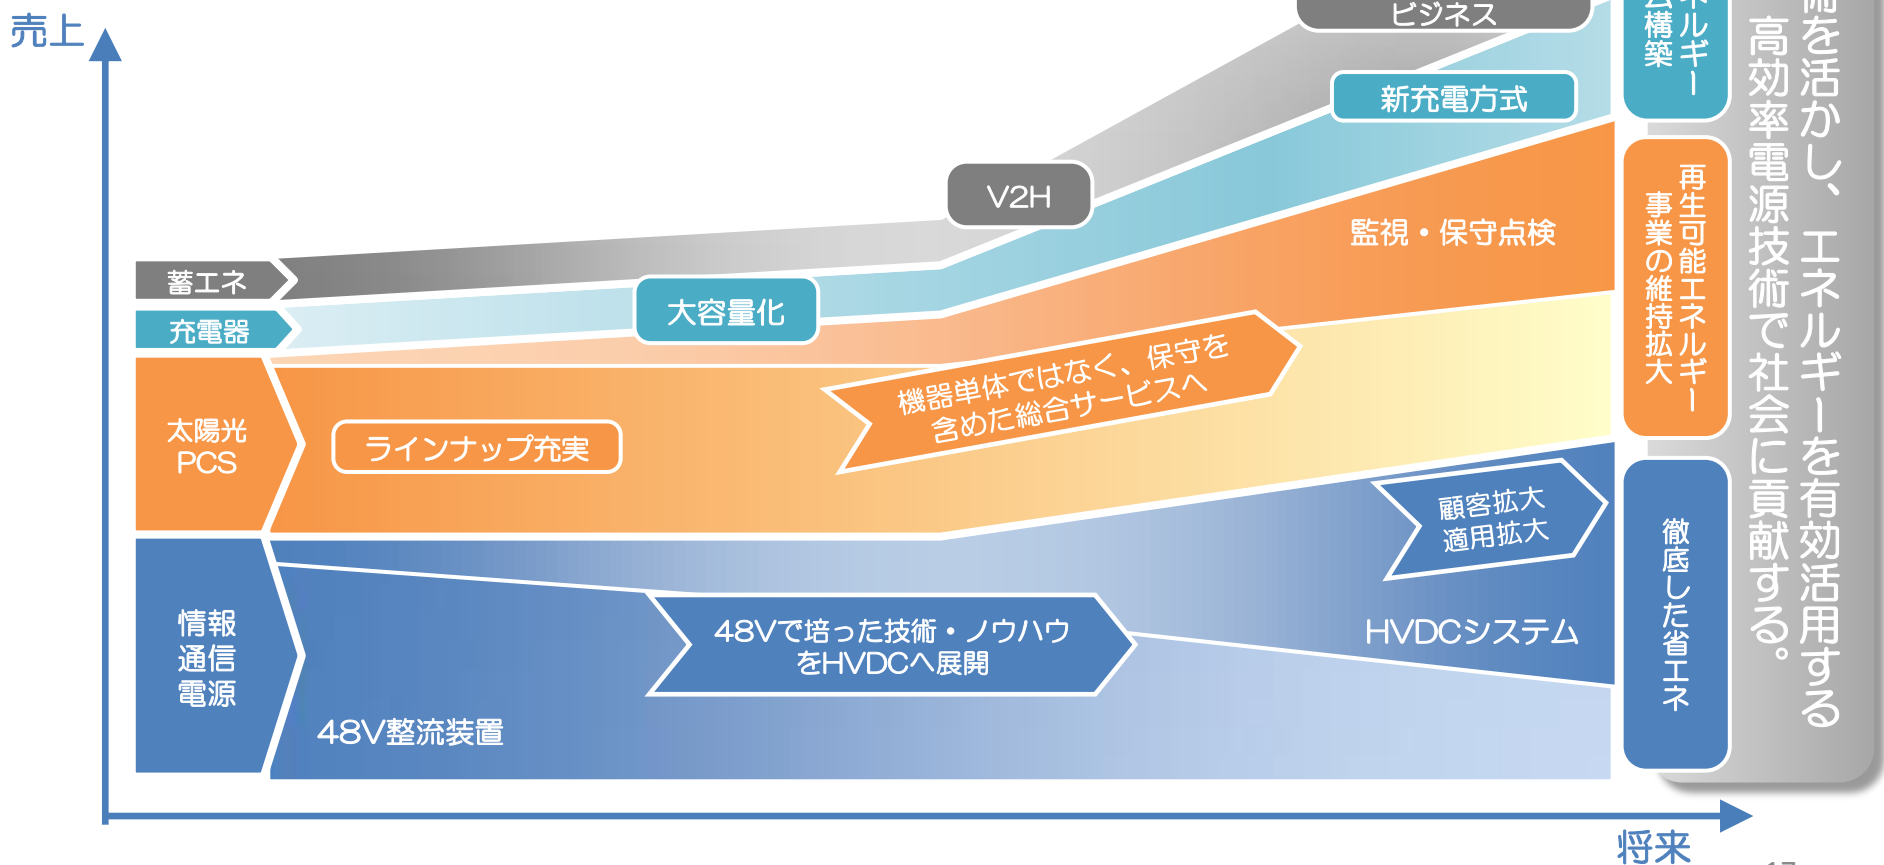 売上
ビジネス
新充電方式
V2H
監視・保守点検
蓄エネ
充電器
大容量化
機器単体ではなく、保守を
含めた総合サービスへ
太陽光
PCS
ラインナップ充実
顧客拡大
適用拡大
情報
通信
電源
48Vで培った技術・ノウハウ
をHVDCへ展開
HVDCシステム
48V整流装置
ネルギー
構築
再生可能エネルギー
事業の維持拡大
徹底した省エネ
を活かし、エネルギーを有効活用する
高効率電源技術で社会に貢献する。
将来